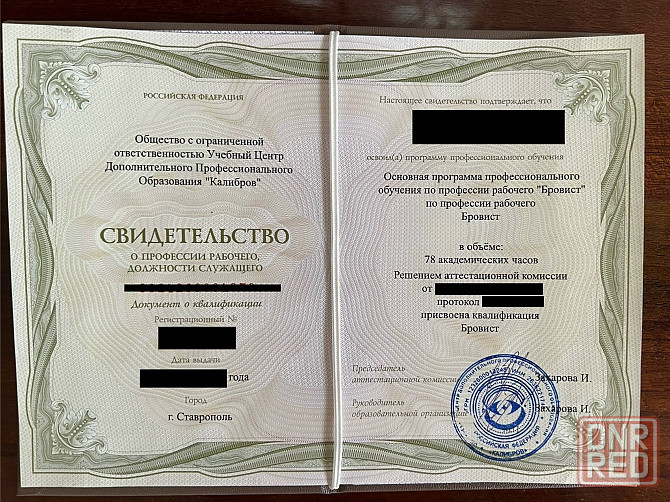 РОССИЙСКАЯ ФЕДЕРАЦИЯ
Общество с ограниченной
ответственностью Учебный Центр
Дополнительного Профессионального
Образования "Калибров"
СВИДЕТЕЛЬСТВО
О ПРОФЕССИИ РАБОЧЕГО,
ДОЛЖНОСТИ СЛУЖАЩЕГО
Документ о квалификации
Регистрационный №
Дата выдачи
года
Город
г. Ставрополь
Настоящее свидетельство подтверждает, что
освоил(а) программу профессионального обучения
Основная программа профессионального
обучения по профессии рабочего "Бровист"
по профессии рабочего
Бровист
в объёме:
78 академических часов
Решением аттестационной комиссии
от
протокол
присвоена квалификация
Бровист
Председатель
аттестационной комиссии
Захарова И.
Руководитель
образовательной организации
Захарова И.
РОССИЙСКАЯ ФЕДЕРАЦИЯ
«КАЛИБРОВ»
DNR
RED